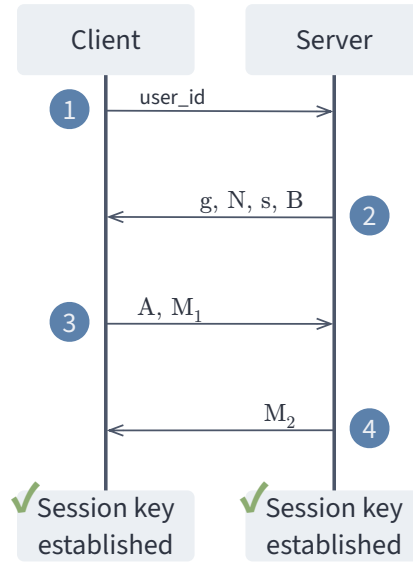 Client
Server
1
user_id
g, N, s, B
2
3
A, M₁
M₂
4
Session key
established
Session key
established